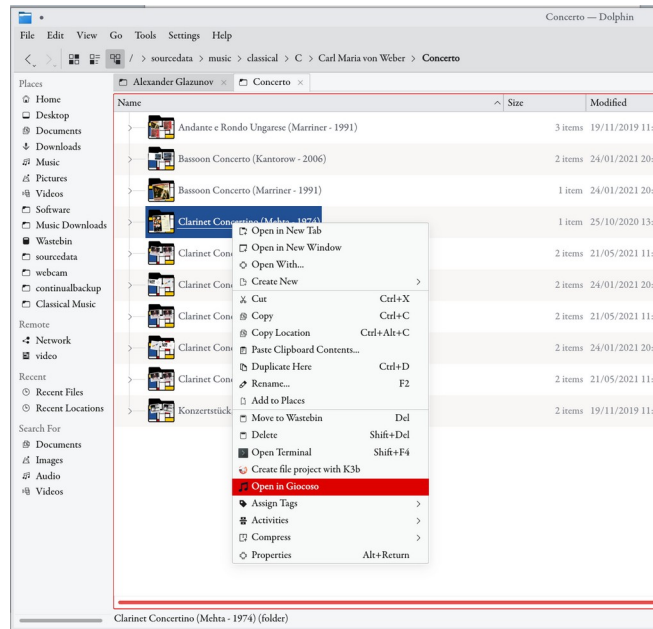 Concerto — Dolphin
File Edit View Go Tools Settings Help
/ > sourcedata > music > classical > C > Carl Maria von Weber > Concerto
Places
Home
Desktop
Documents
Downloads
Music
Pictures
Videos
Software
Music Downloads
Wastebin
sourcedata
webcam
continualbackup
Classical Music
Remote
Network
video
Recent
Recent Files
Recent Locations
Search For
Documents
Images
Audio
Videos
Alexander Glazunov
Concerto
Name Size Modified
Andante e Rondo Ungarese (Marriner - 1991) 3 items 19/11/2019 11:
Bassoon Concerto (Kantorow - 2006) 2 items 24/01/2021 20:
Bassoon Concerto (Marriner - 1991) 1 item 24/01/2021 20:
Clarinet Concertino (Mehta - 1974) 1 item 25/10/2020 13:
Clarinet Con 2 items 21/05/2021 11:
Clarinet Con 2 items 24/01/2021 20:
Clarinet Con 2 items 21/05/2021 11:
Clarinet Con 2 items 24/01/2021 20:
Clarinet Con 2 items 21/05/2021 11:
Konzertstück 2 items 19/11/2019 11:
Open in New Tab
Open in New Window
Open With...
Create New
Cut Ctrl+X
Copy Ctrl+C
Copy Location Ctrl+Alt+C
Paste Clipboard Contents...
Duplicate Here Ctrl+D
Rename... F2
Add to Places
Move to Wastebin Del
Delete Shift+Del
Open Terminal Shift+F4
Create file project with K3b
Open in Giocoso
Assign Tags
Activities
Compress
Properties Alt+Return
Clarinet Concertino (Mehta - 1974) (folder)